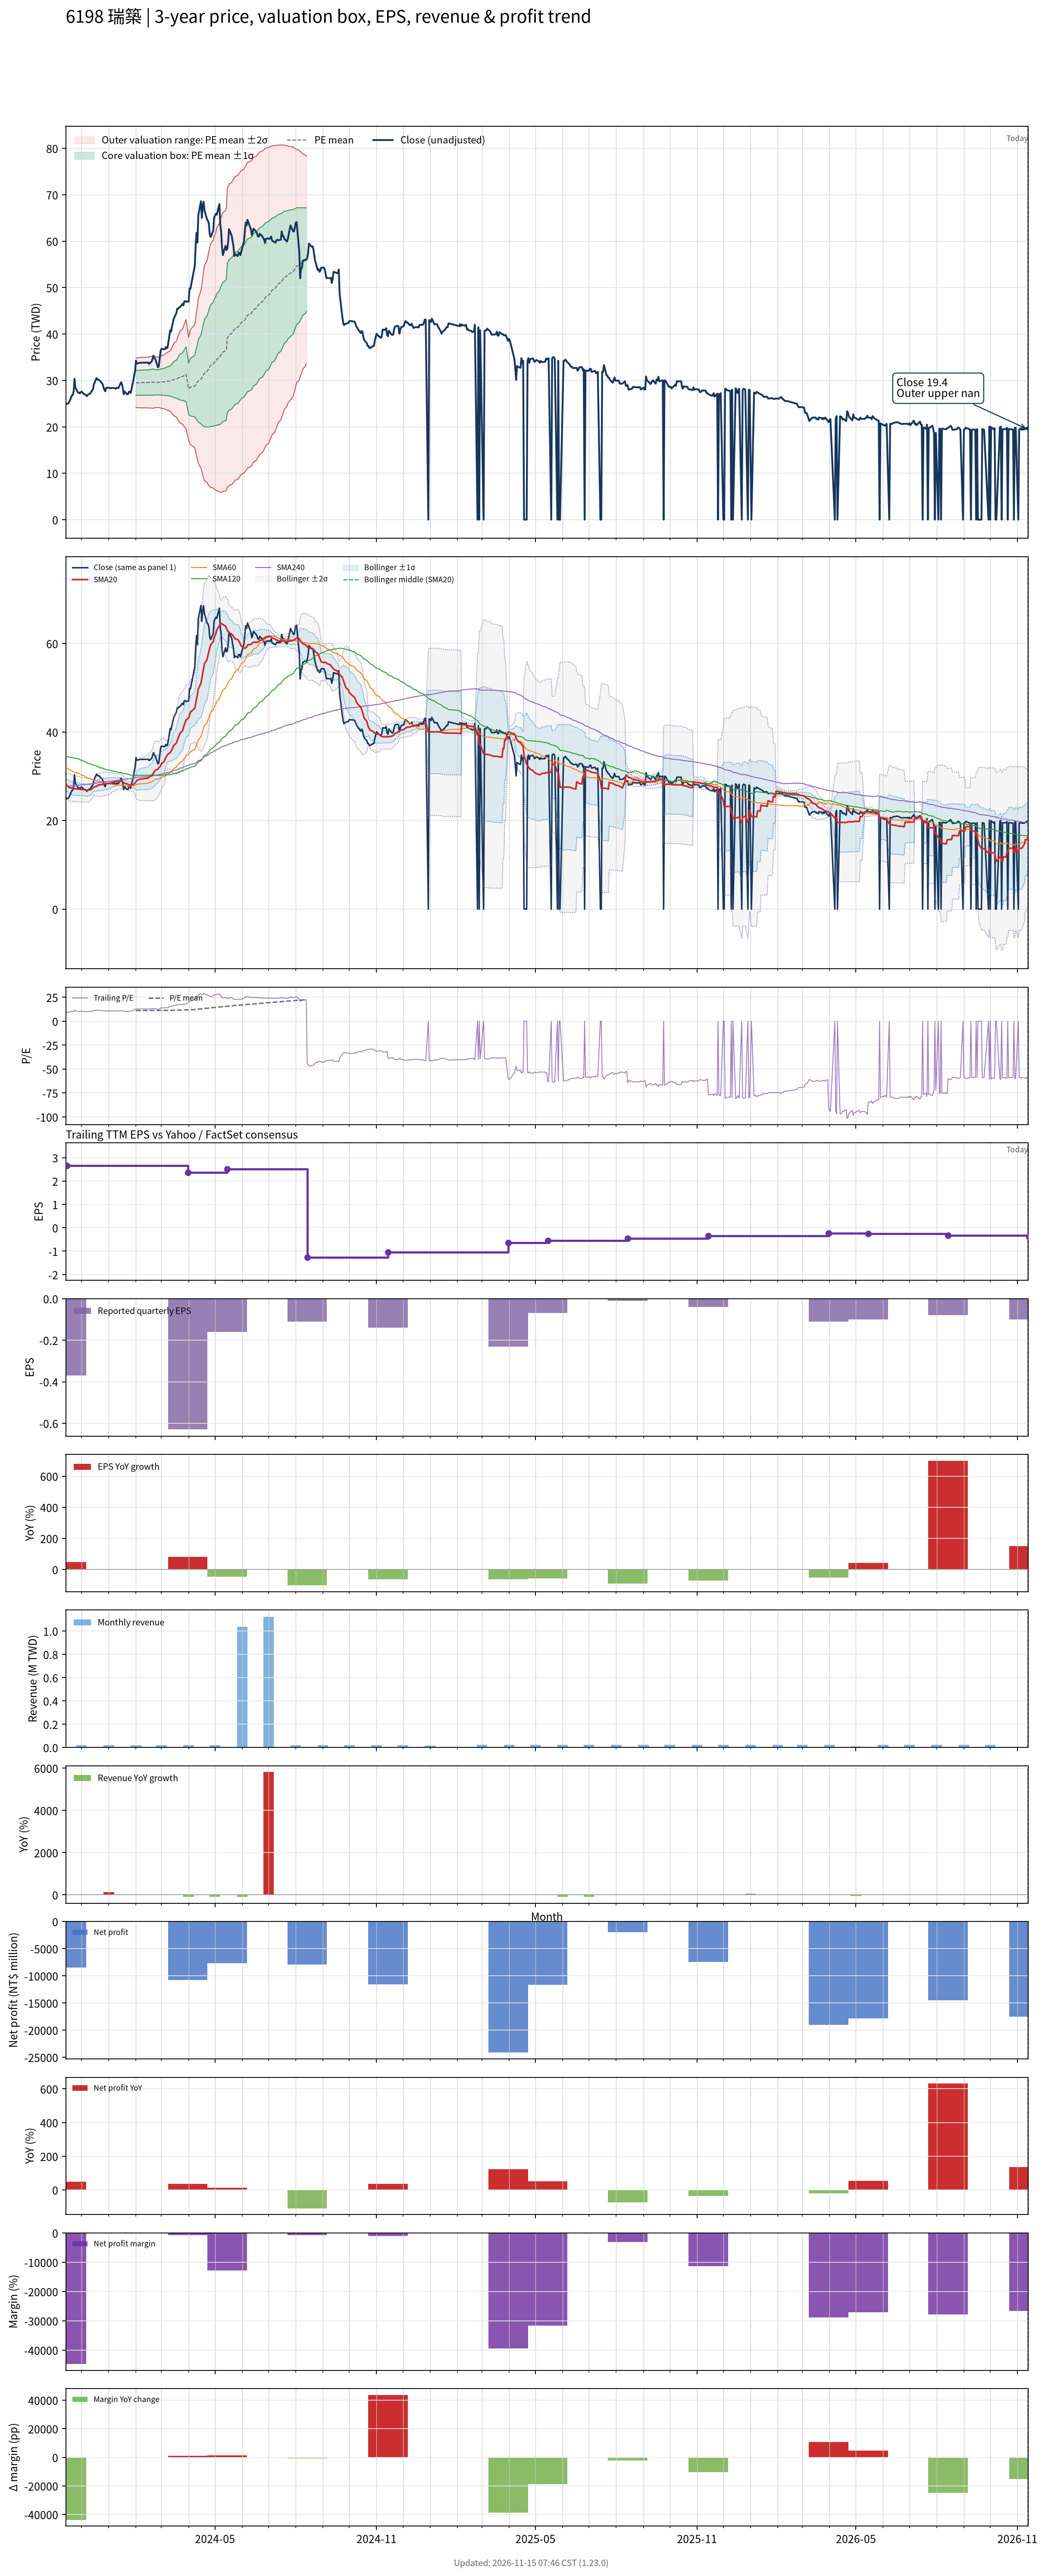 6198 瑞築 | 3-year price, valuation box, EPS, revenue & profit trend
Outer valuation range: PE mean ±2σ
PE mean
Close (unadjusted)
Core valuation box: PE mean ±1σ
Today
80
70
60
50
40
30
20
10
0
Price (TWD)
Close 19.4
Outer upper nan
Close (same as panel 1)
SMA20
SMA60
SMA120
SMA240
Bollinger ±2σ
Bollinger ±1σ
Bollinger middle (SMA20)
60
40
20
0
Price
Trailing P/E
P/E mean
25
0
-25
-50
-75
-100
P/E
Trailing TTM EPS vs Yahoo / FactSet consensus
Today
3
2
1
0
-1
-2
EPS
Reported quarterly EPS
0.0
-0.2
-0.4
-0.6
EPS
EPS YoY growth
600
400
200
0
YoY (%)
Monthly revenue
1.0
0.8
0.6
0.4
0.2
0.0
Revenue (M TWD)
Revenue YoY growth
6000
4000
2000
0
YoY (%)
Month
Net profit
0
-5000
-10000
-15000
-20000
-25000
Net profit (NT$ million)
Net profit YoY
600
400
200
0
YoY (%)
Net profit margin
0
-10000
-20000
-30000
-40000
Margin (%)
Margin YoY change
40000
20000
0
-20000
-40000
Δ margin (pp)
2024-05
2024-11
2025-05
2025-11
2026-05
2026-11
Updated: 2026-11-15 07:46 CST (1.23.0)